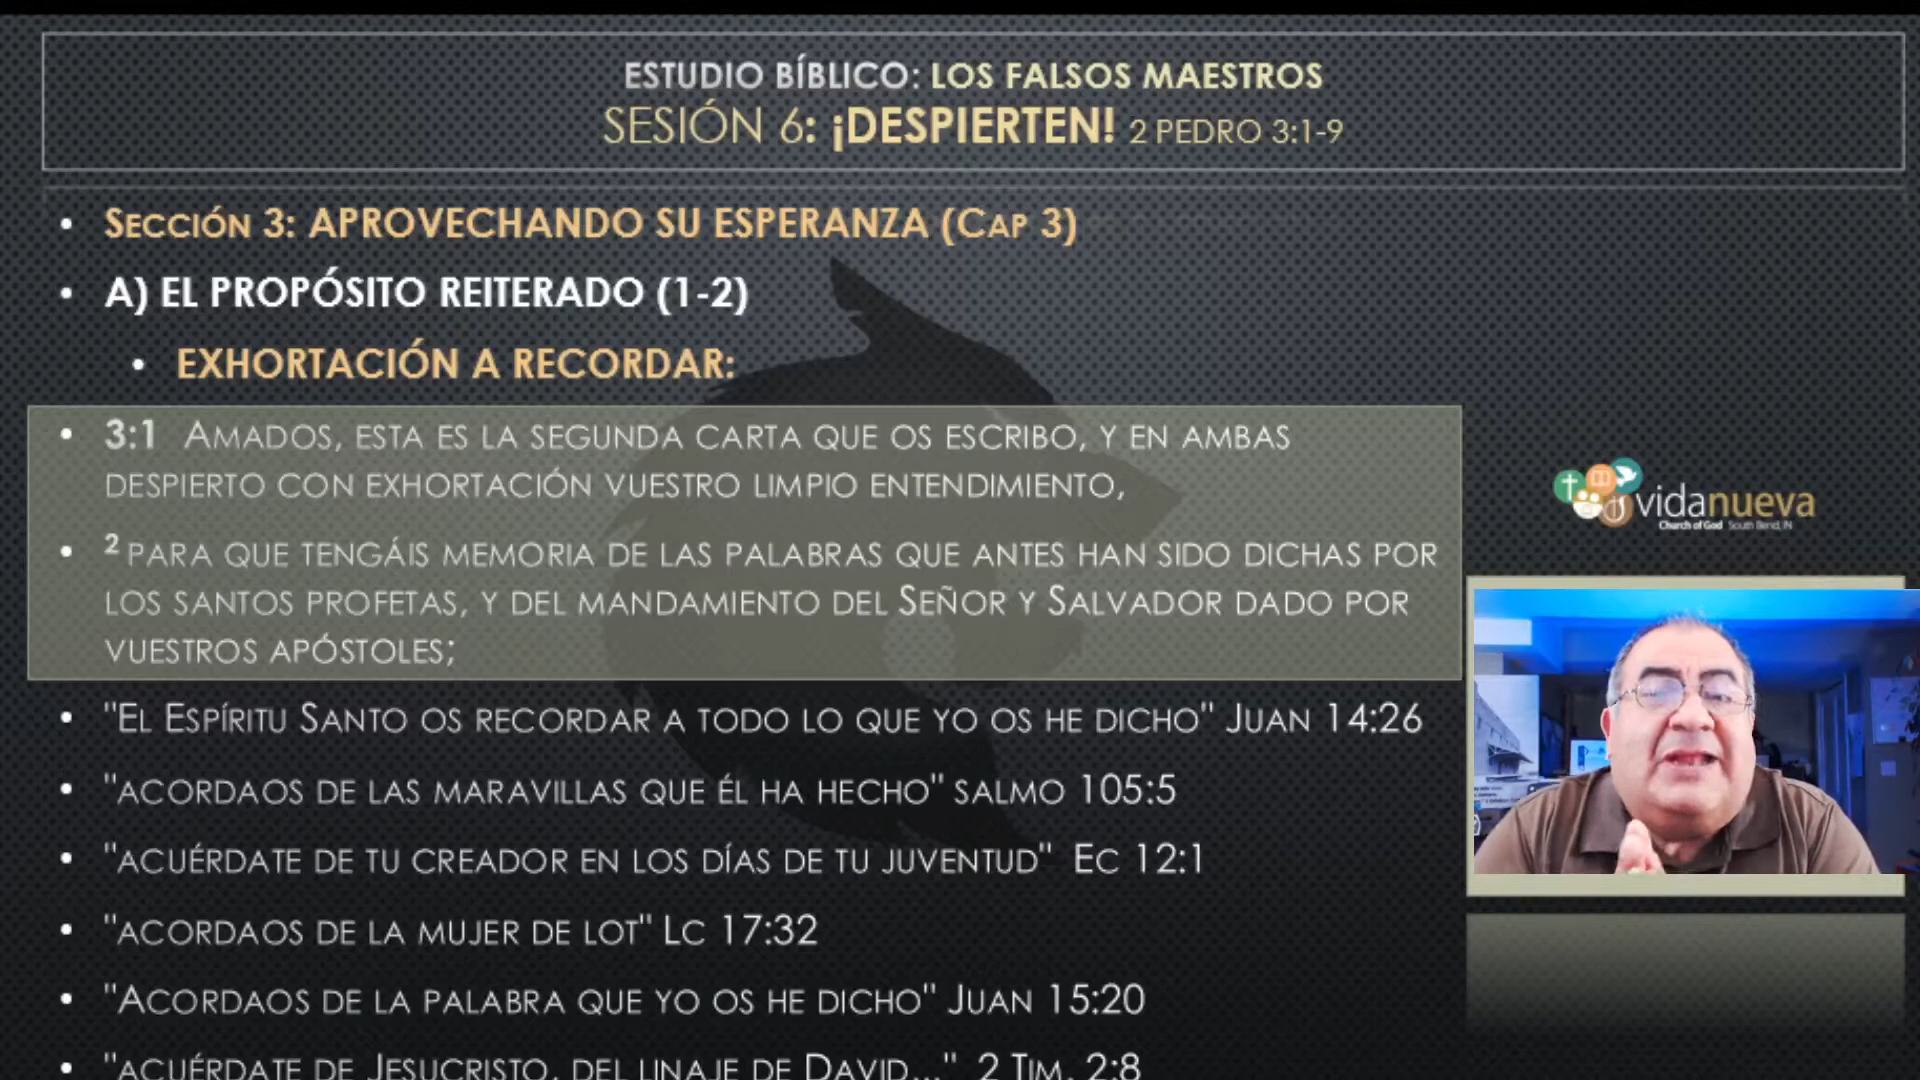 ESTUDIO BÍBLICO: LOS FALSOS MAESTROS
SESIÓN 6: ¡DESPIERTEN! 2 PEDRO 3:1-9
• SECCIÓN 3: APROVECHANDO SU ESPERANZA (CAP 3)
• A) EL PROPÓSITO REITERADO (1-2)
• EXHORTACIÓN A RECORDAR:
• 3:1 AMADOS, ESTA ES LA SEGUNDA CARTA QUE OS ESCRIBO, Y EN AMBAS
DESPIERTO CON EXHORTACIÓN VUESTRO LIMPIO ENTENDIMIENTO,
• 2 PARA QUE TENGÁIS MEMORIA DE LAS PALABRAS QUE ANTES HAN SIDO DICHAS POR
LOS SANTOS PROFETAS, Y DEL MANDAMIENTO DEL SEÑOR Y SALVADOR DADO POR
VUESTROS APÓSTOLES;
vidanueva
Church of God South Bend, IN
• "EL ESPÍRITU SANTO OS RECORDAR A TODO LO QUE YO OS HE DICHO" JUAN 14:26
• "ACORDAOS DE LAS MARAVILLAS QUE ÉL HA HECHO" SALMO 105:5
• "ACUÉRDATE DE TU CREADOR EN LOS DÍAS DE TU JUVENTUD" EC 12:1
• "ACORDAOS DE LA MUJER DE LOT" LC 17:32
• "ACORDAOS DE LA PALABRA QUE YO OS HE DICHO" JUAN 15:20
• "ACUÉRDATE DE JESUCRISTO, DEL LINAJE DE DAVID..." 2 TIM. 2:8